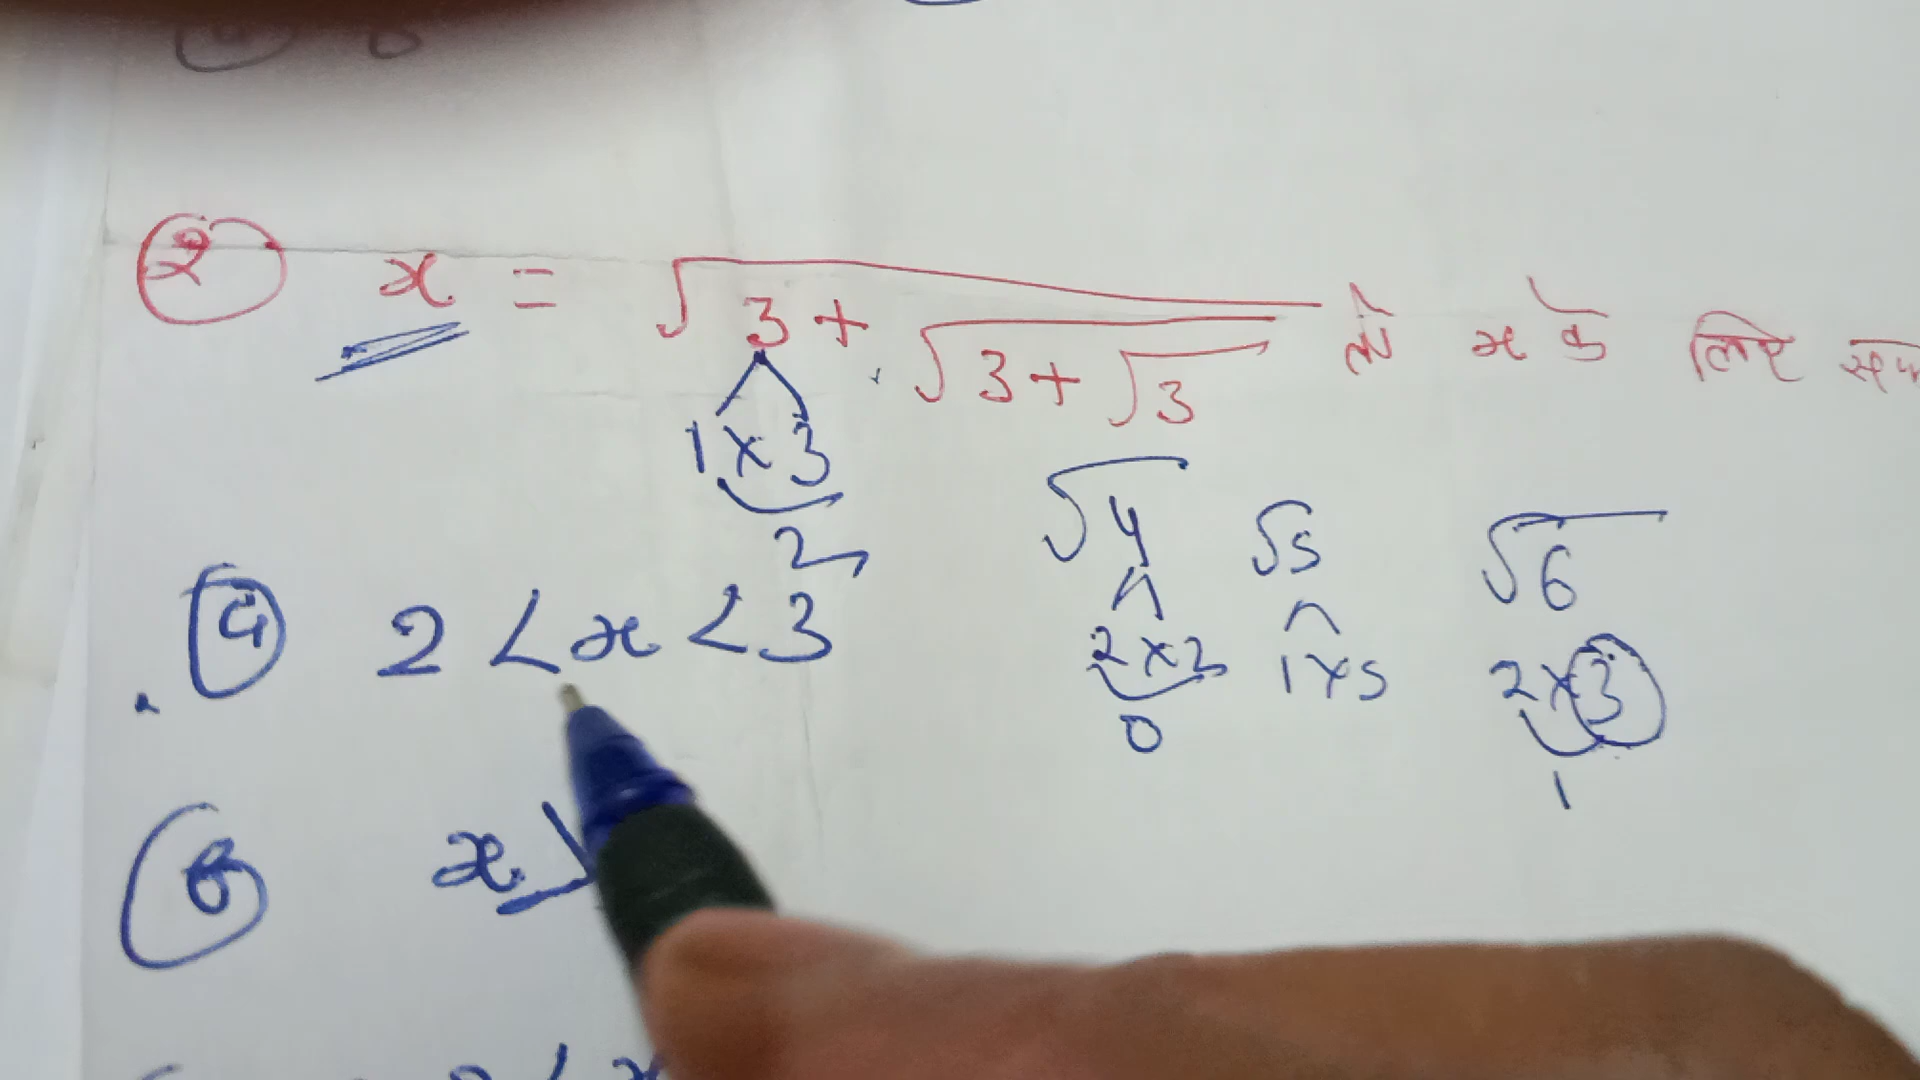 २ x = √3 + √3 + √3 तो x के लिए
1 × 3
2
√4 √5 √6
2 × 2 1 × 5 2 × 3
0 1
a 2 < x < 3
b x